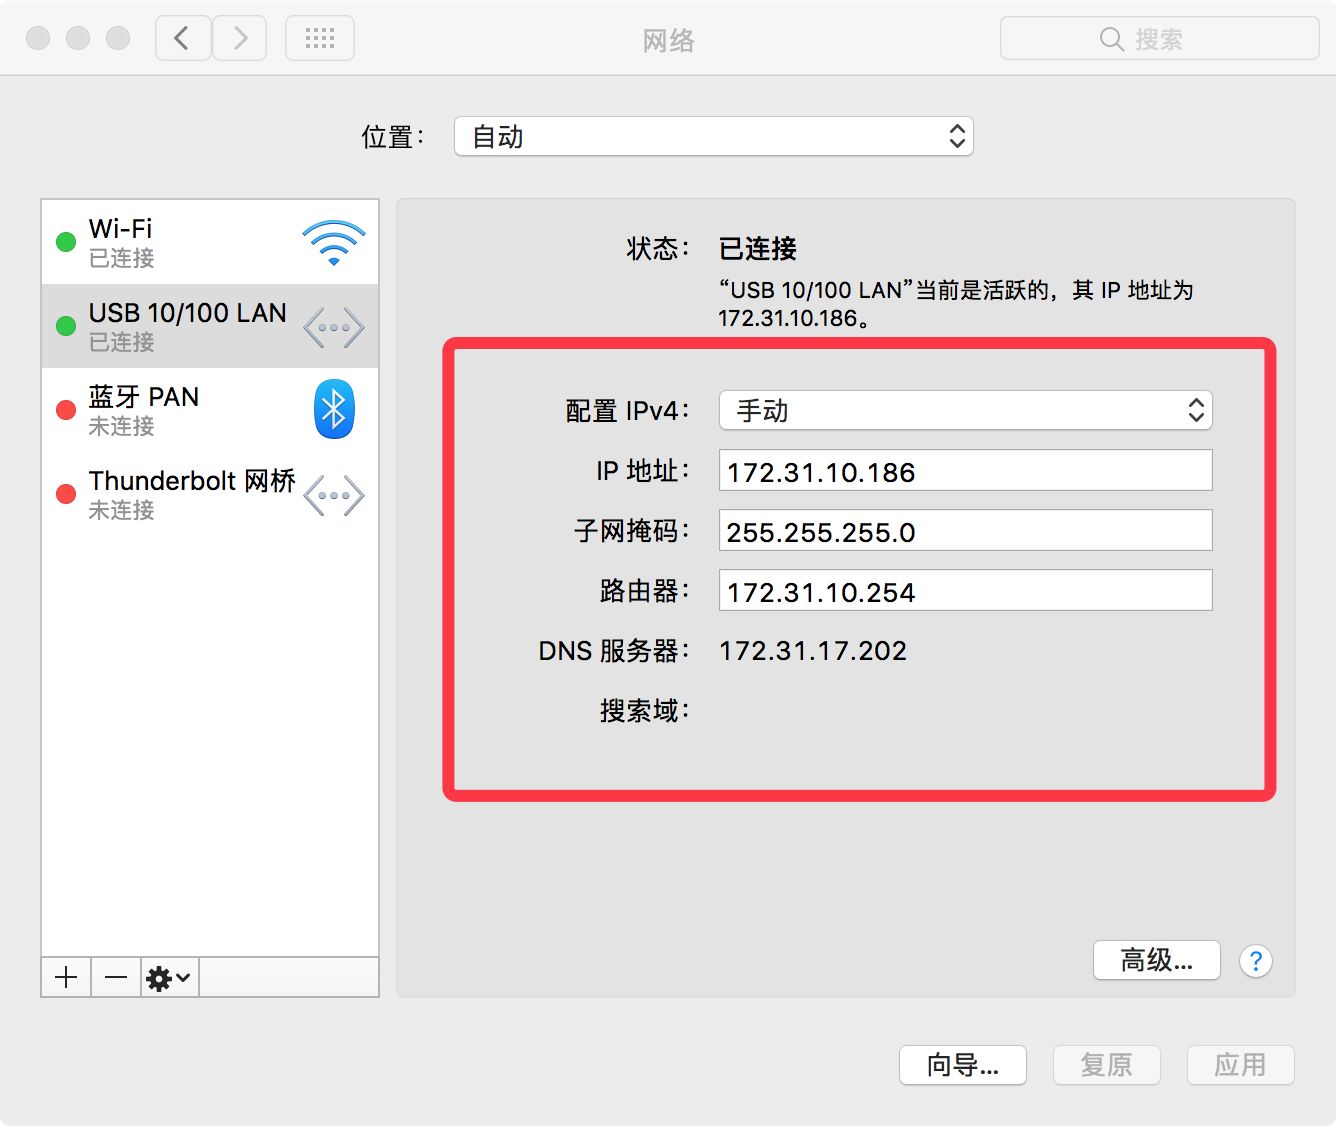 网络
搜索
位置：
自动
Wi-Fi
已连接
USB 10/100 LAN
已连接
蓝牙 PAN
未连接
Thunderbolt 网桥
未连接
状态：
已连接
“USB 10/100 LAN”当前是活跃的，其 IP 地址为
172.31.10.186。
配置 IPv4：
手动
IP 地址：
172.31.10.186
子网掩码：
255.255.255.0
路由器：
172.31.10.254
DNS 服务器：
172.31.17.202
搜索域：
高级...
?
向导...
复原
应用